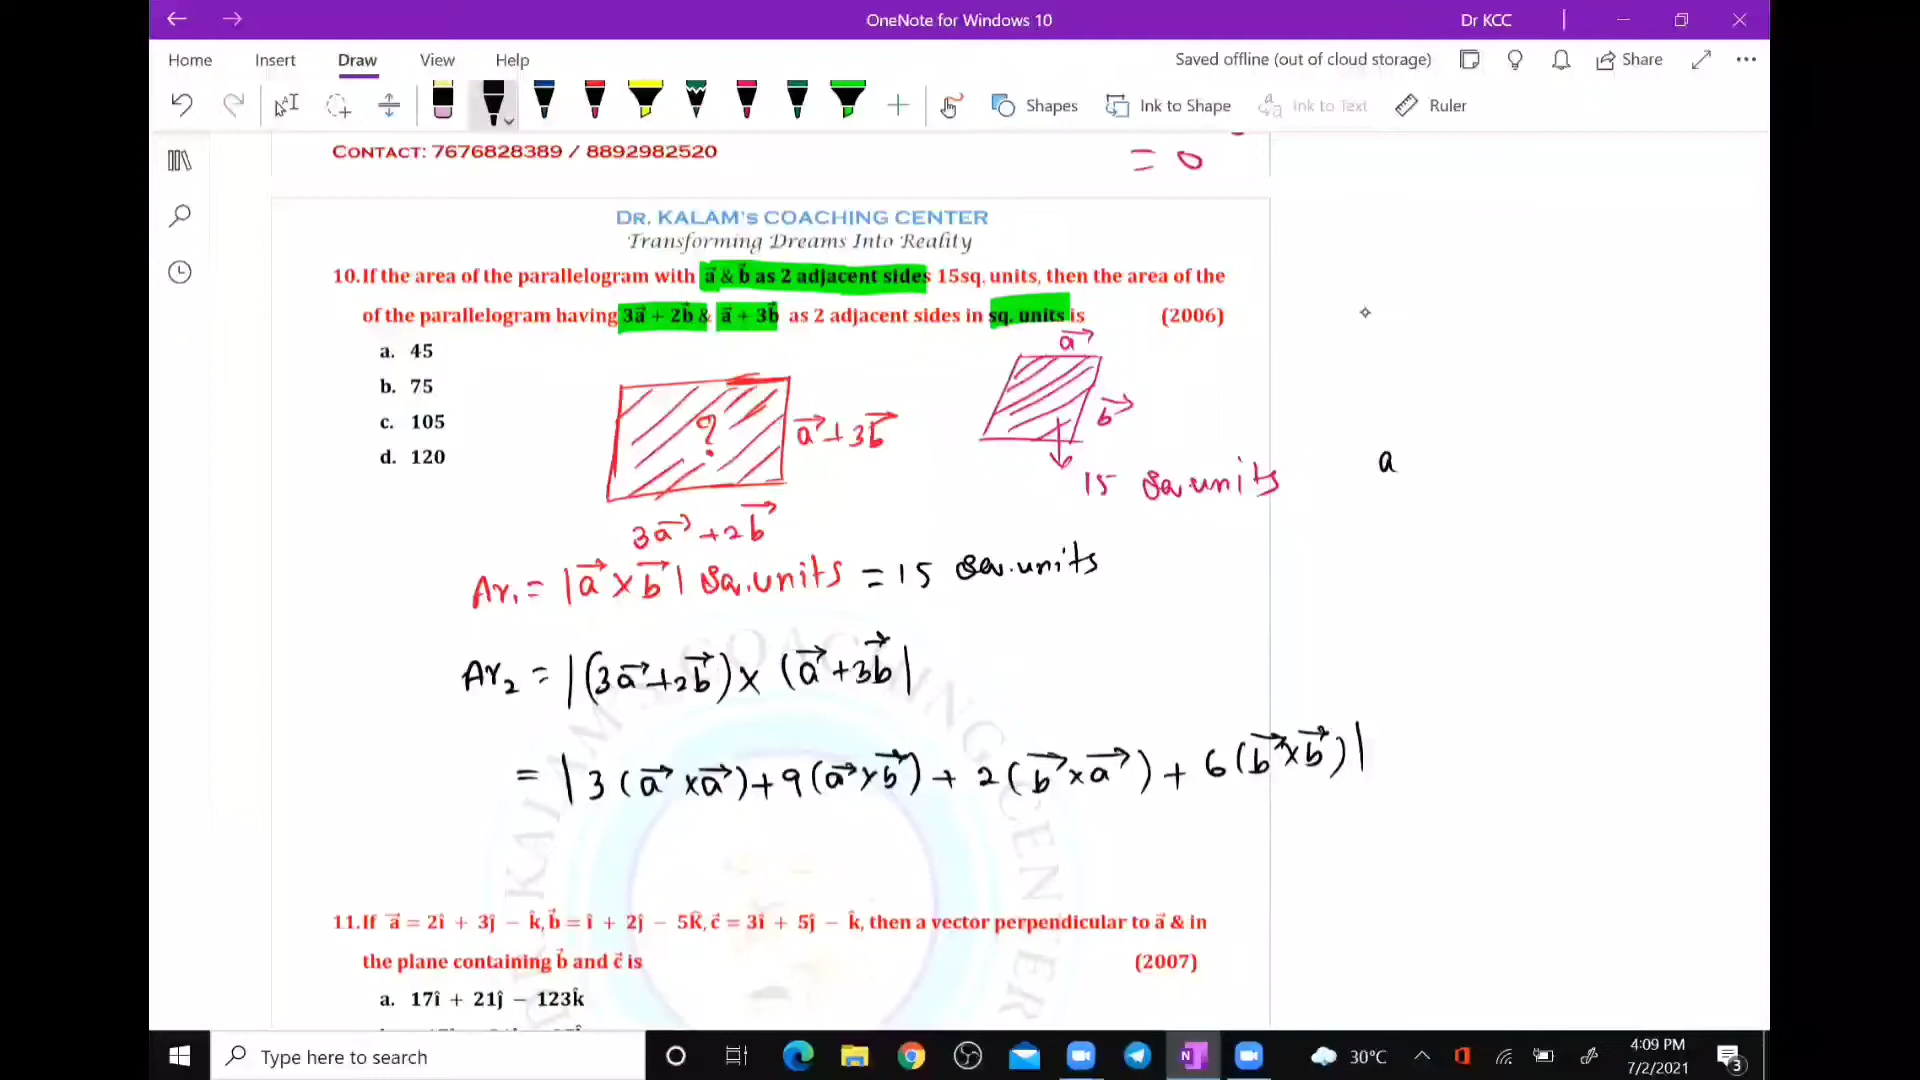 OneNote for Windows 10
Dr KCC
Home Insert Draw View Help
Saved offline (out of cloud storage)
Share
Shapes Ink to Shape Ink to Text Ruler
CONTACT: 7676828389 / 8892982520
= 0
DR. KALAM's COACHING CENTER
Transforming Dreams Into Reality
10.If the area of the parallelogram with a⃗ & b⃗ as 2 adjacent sides 15sq. units, then the area of the
of the parallelogram having 3a⃗ + 2b⃗ & a⃗ + 3b⃗ as 2 adjacent sides in sq. units is (2006)
a. 45
b. 75
c. 105
d. 120
a⃗
b⃗
15 Sq.units
?
a⃗+3b⃗
3a⃗+2b⃗
a
Ar₁ = |a⃗ × b⃗| Sq.units = 15 Sq.units
Ar₂ = |(3a⃗+2b⃗) × (a⃗+3b⃗|
= |3(a⃗×a⃗)+9(a⃗×b⃗)+2(b⃗×a⃗)+6(b⃗×b⃗)|
11.If a⃗ = 2î + 3ĵ − k̂, b⃗ = î + 2ĵ − 5K̂, c⃗ = 3î + 5ĵ − k̂, then a vector perpendicular to a⃗ & in
the plane containing b⃗ and c⃗ is (2007)
a. 17î + 21ĵ − 123k̂
Type here to search
30°C
4:09 PM
7/2/2021
3